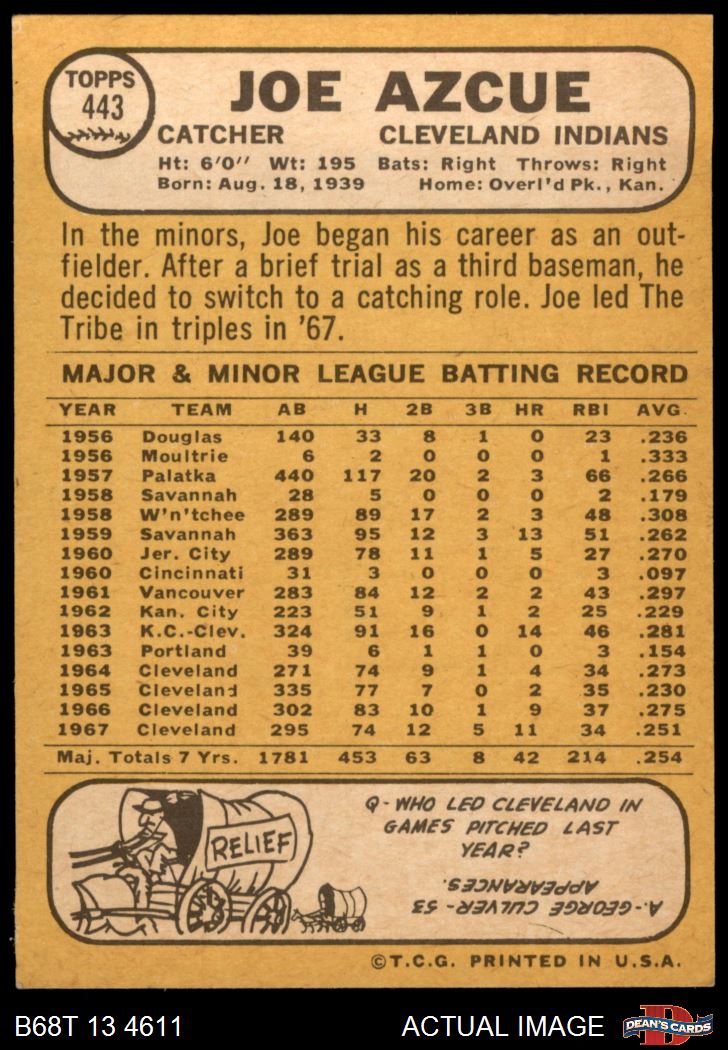 TOPPS
443
JOE AZCUE
CATCHER CLEVELAND INDIANS
Ht: 6'0" Wt: 195 Bats: Right Throws: Right
Born: Aug. 18, 1939 Home: Overl'd Pk., Kan.
In the minors, Joe began his career as an out-
fielder. After a brief trial as a third baseman, he
decided to switch to a catching role. Joe led The
Tribe in triples in '67.
MAJOR & MINOR LEAGUE BATTING RECORD
YEAR TEAM AB H 2B 3B HR RBI AVG.
1956 Douglas 140 33 8 1 0 23 .236
1956 Moultrie 6 2 0 0 0 1 .333
1957 Palatka 440 117 20 2 3 66 .266
1958 Savannah 28 5 0 0 0 2 .179
1958 W'n'tchee 289 89 17 2 3 48 .308
1959 Savannah 363 95 12 3 13 51 .262
1960 Jer. City 289 78 11 1 5 27 .270
1960 Cincinnati 31 3 0 0 0 3 .097
1961 Vancouver 283 84 12 2 2 43 .297
1962 Kan. City 223 51 9 1 2 25 .229
1963 K.C.-Clev. 324 91 16 0 14 46 .281
1963 Portland 39 6 1 1 0 3 .154
1964 Cleveland 271 74 9 1 4 34 .273
1965 Cleveland 335 77 7 0 2 35 .230
1966 Cleveland 302 83 10 1 9 37 .275
1967 Cleveland 295 74 12 5 11 34 .251
Maj. Totals 7 Yrs. 1781 453 63 8 42 214 .254
RELIEF
Q- WHO LED CLEVELAND IN
GAMES PITCHED LAST
YEAR?
A.- GEORGE CULVER - 53
APPEARANCES.
©T.C.G. PRINTED IN U.S.A.
B68T 13 4611 ACTUAL IMAGE
D
DEAN'S CARDS